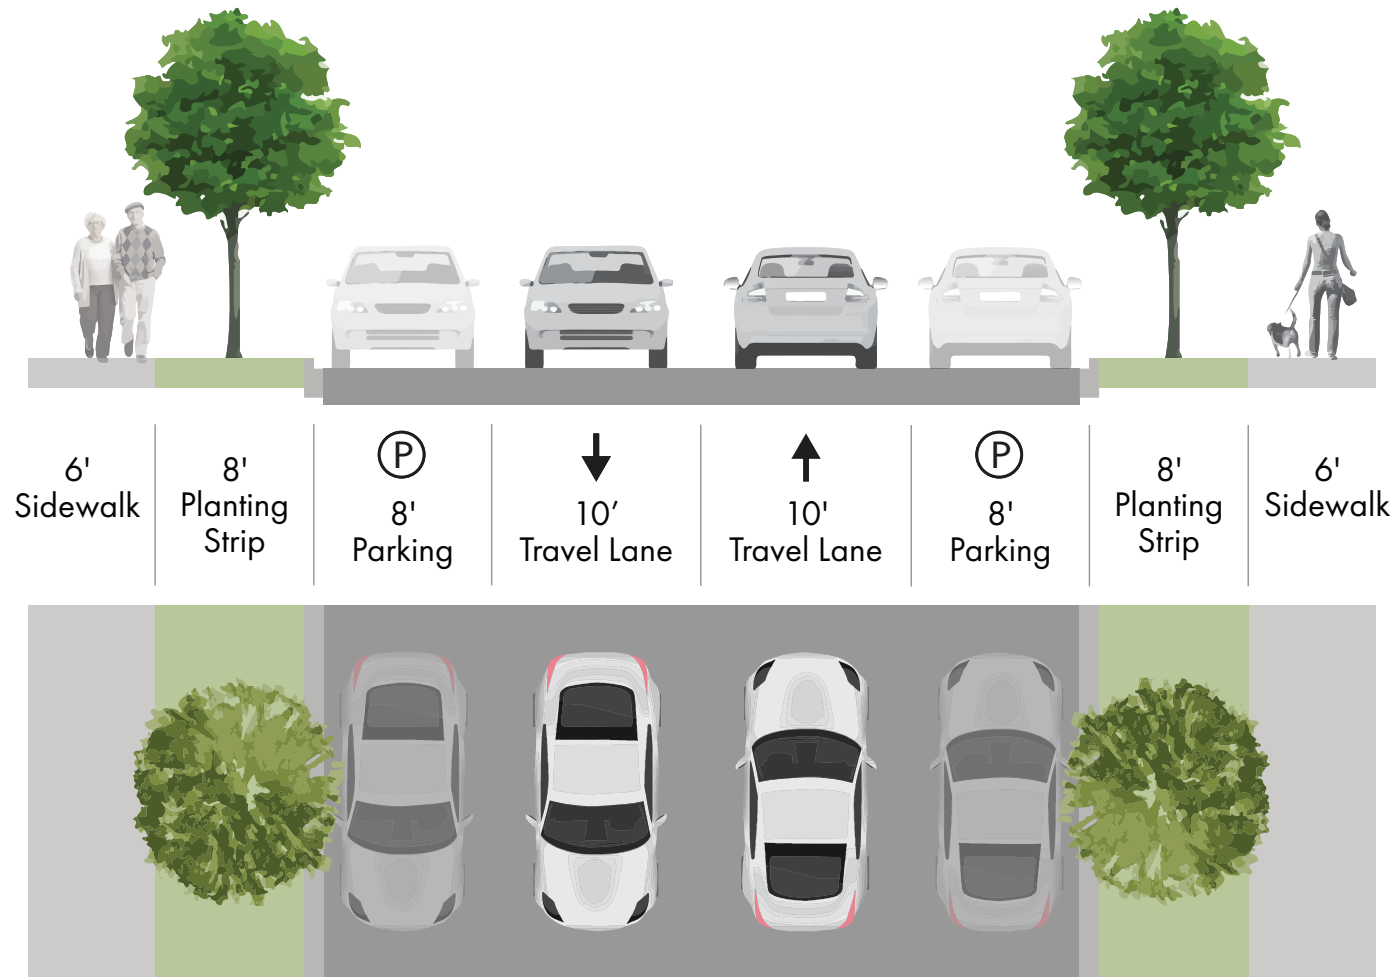 6'
Sidewalk
8'
Planting
Strip
P
8'
Parking
10’
Travel Lane
10'
Travel Lane
P
8'
Parking
8'
Planting
Strip
6'
Sidewalk